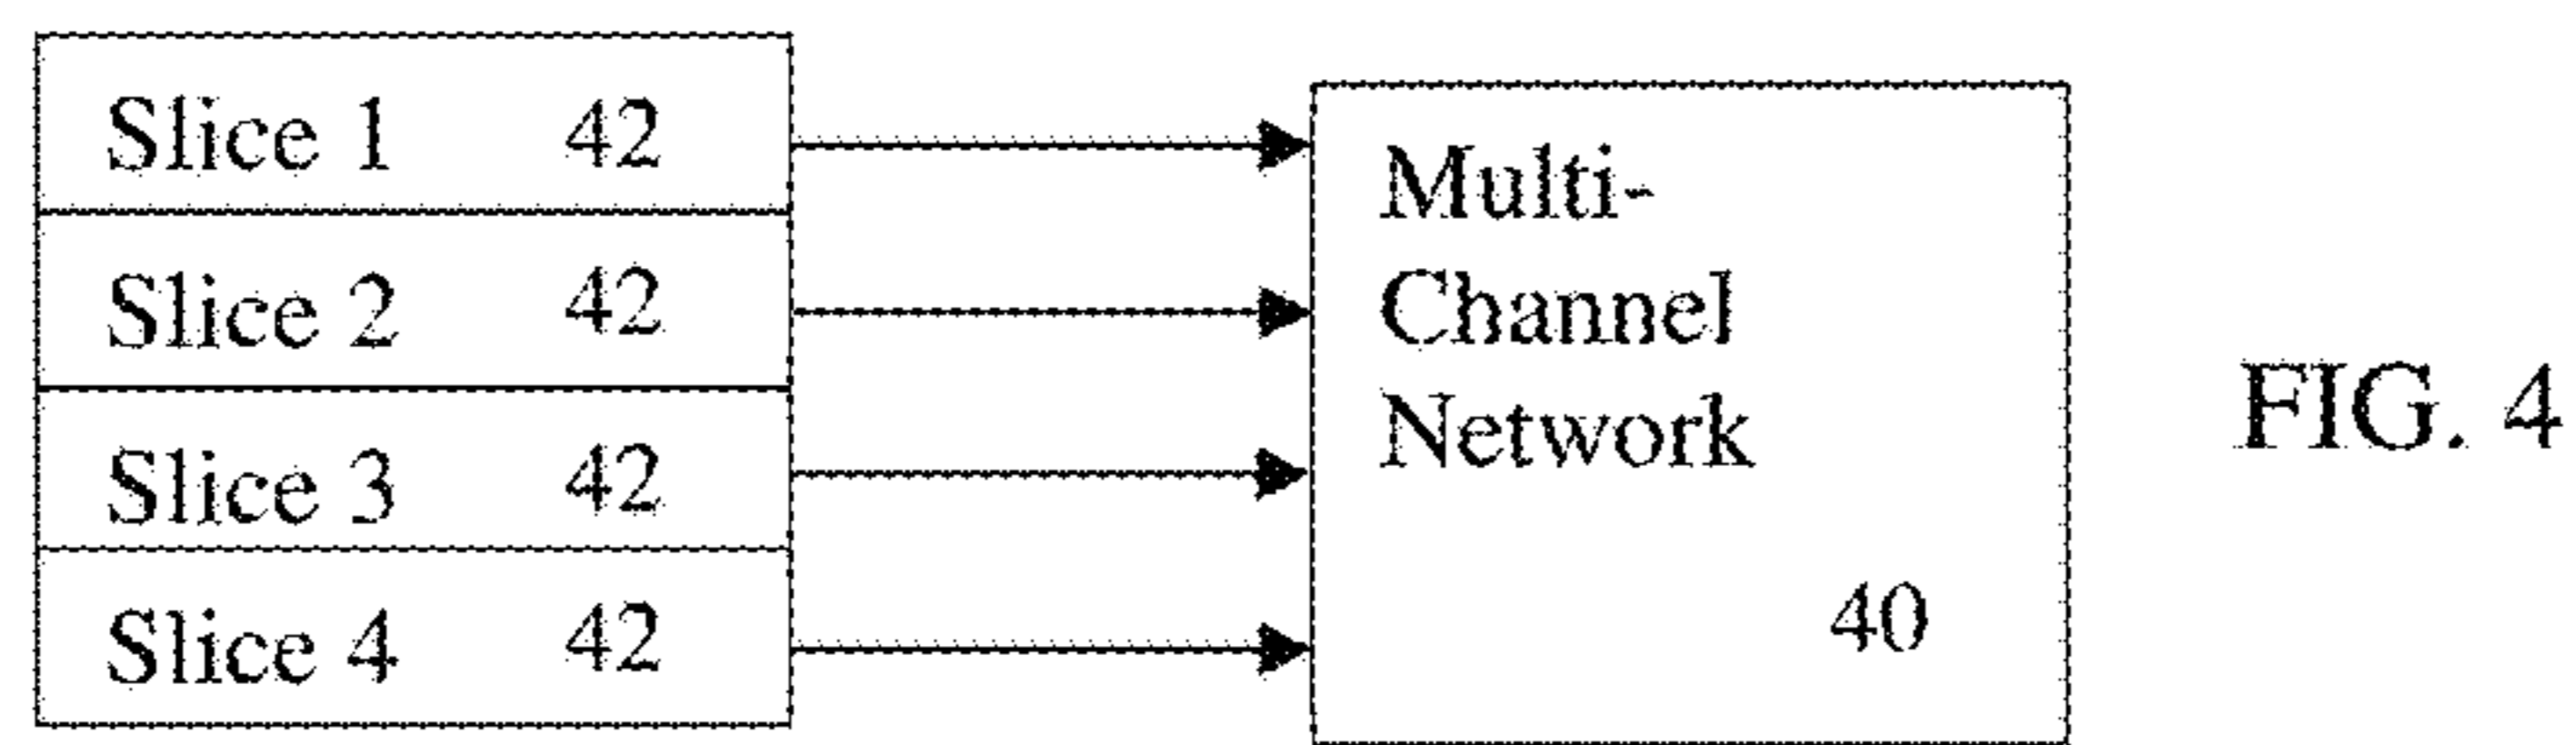 Slice 1 42
Slice 2 42
Slice 3 42
Slice 4 42
Multi-
Channel
Network
40
FIG. 4